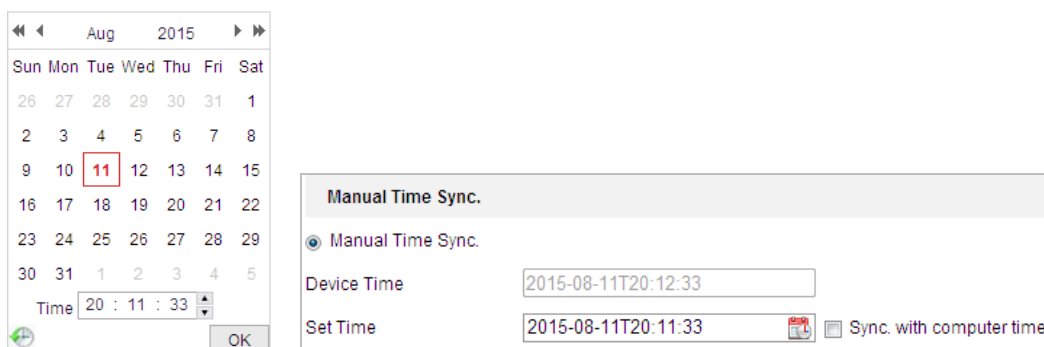 Aug 2015
Sun Mon Tue Wed Thu Fri Sat
26 27 28 29 30 31 1
2 3 4 5 6 7 8
9 10 11 12 13 14 15
16 17 18 19 20 21 22
23 24 25 26 27 28 29
30 31 1 2 3 4 5
Time 20 : 11 : 33
OK
Manual Time Sync.
Manual Time Sync.
Device Time 2015-08-11T20:12:33
Set Time 2015-08-11T20:11:33 Sync. with computer time